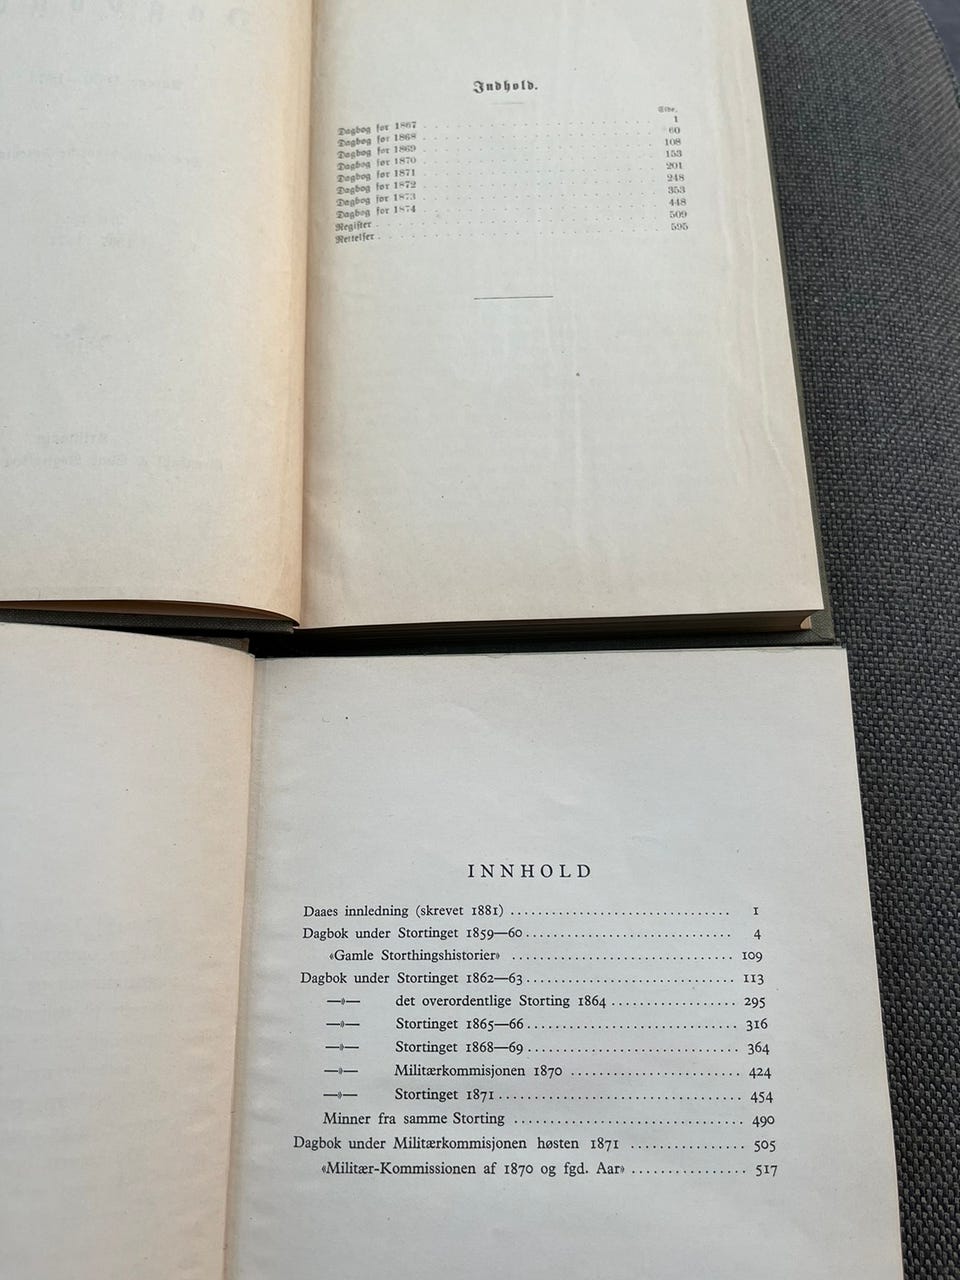 Indhold.
Side.
Dagbog for 1867 . . . . . . . . . . . . . . . . . . . . 1
Dagbog for 1868 . . . . . . . . . . . . . . . . . . . . 60
Dagbog for 1869 . . . . . . . . . . . . . . . . . . . . 108
Dagbog for 1870 . . . . . . . . . . . . . . . . . . . . 153
Dagbog for 1871 . . . . . . . . . . . . . . . . . . . . 201
Dagbog for 1872 . . . . . . . . . . . . . . . . . . . . 248
Dagbog for 1873 . . . . . . . . . . . . . . . . . . . . 353
Dagbog for 1874 . . . . . . . . . . . . . . . . . . . . 448
Register . . . . . . . . . . . . . . . . . . . . 509
Rettelser . . . . . . . . . . . . . . . . . . . . 595
INNHOLD
Daaes innledning (skrevet 1881) ............................... 1
Dagbok under Stortinget 1859—60 ............................. 4
«Gamle Storthingshistorier» ............................... 109
Dagbok under Stortinget 1862—63 ............................. 113
—»— det overordentlige Storting 1864 ................. 295
—»— Stortinget 1865—66 ............................. 316
—»— Stortinget 1868—69 ............................. 364
—»— Militærkommisjonen 1870 ....................... 424
—»— Stortinget 1871 ................................. 454
Minner fra samme Storting ............................... 490
Dagbok under Militærkommisjonen høsten 1871 ................ 505
«Militær-Kommissionen af 1870 og fgd. Aar» ................ 517